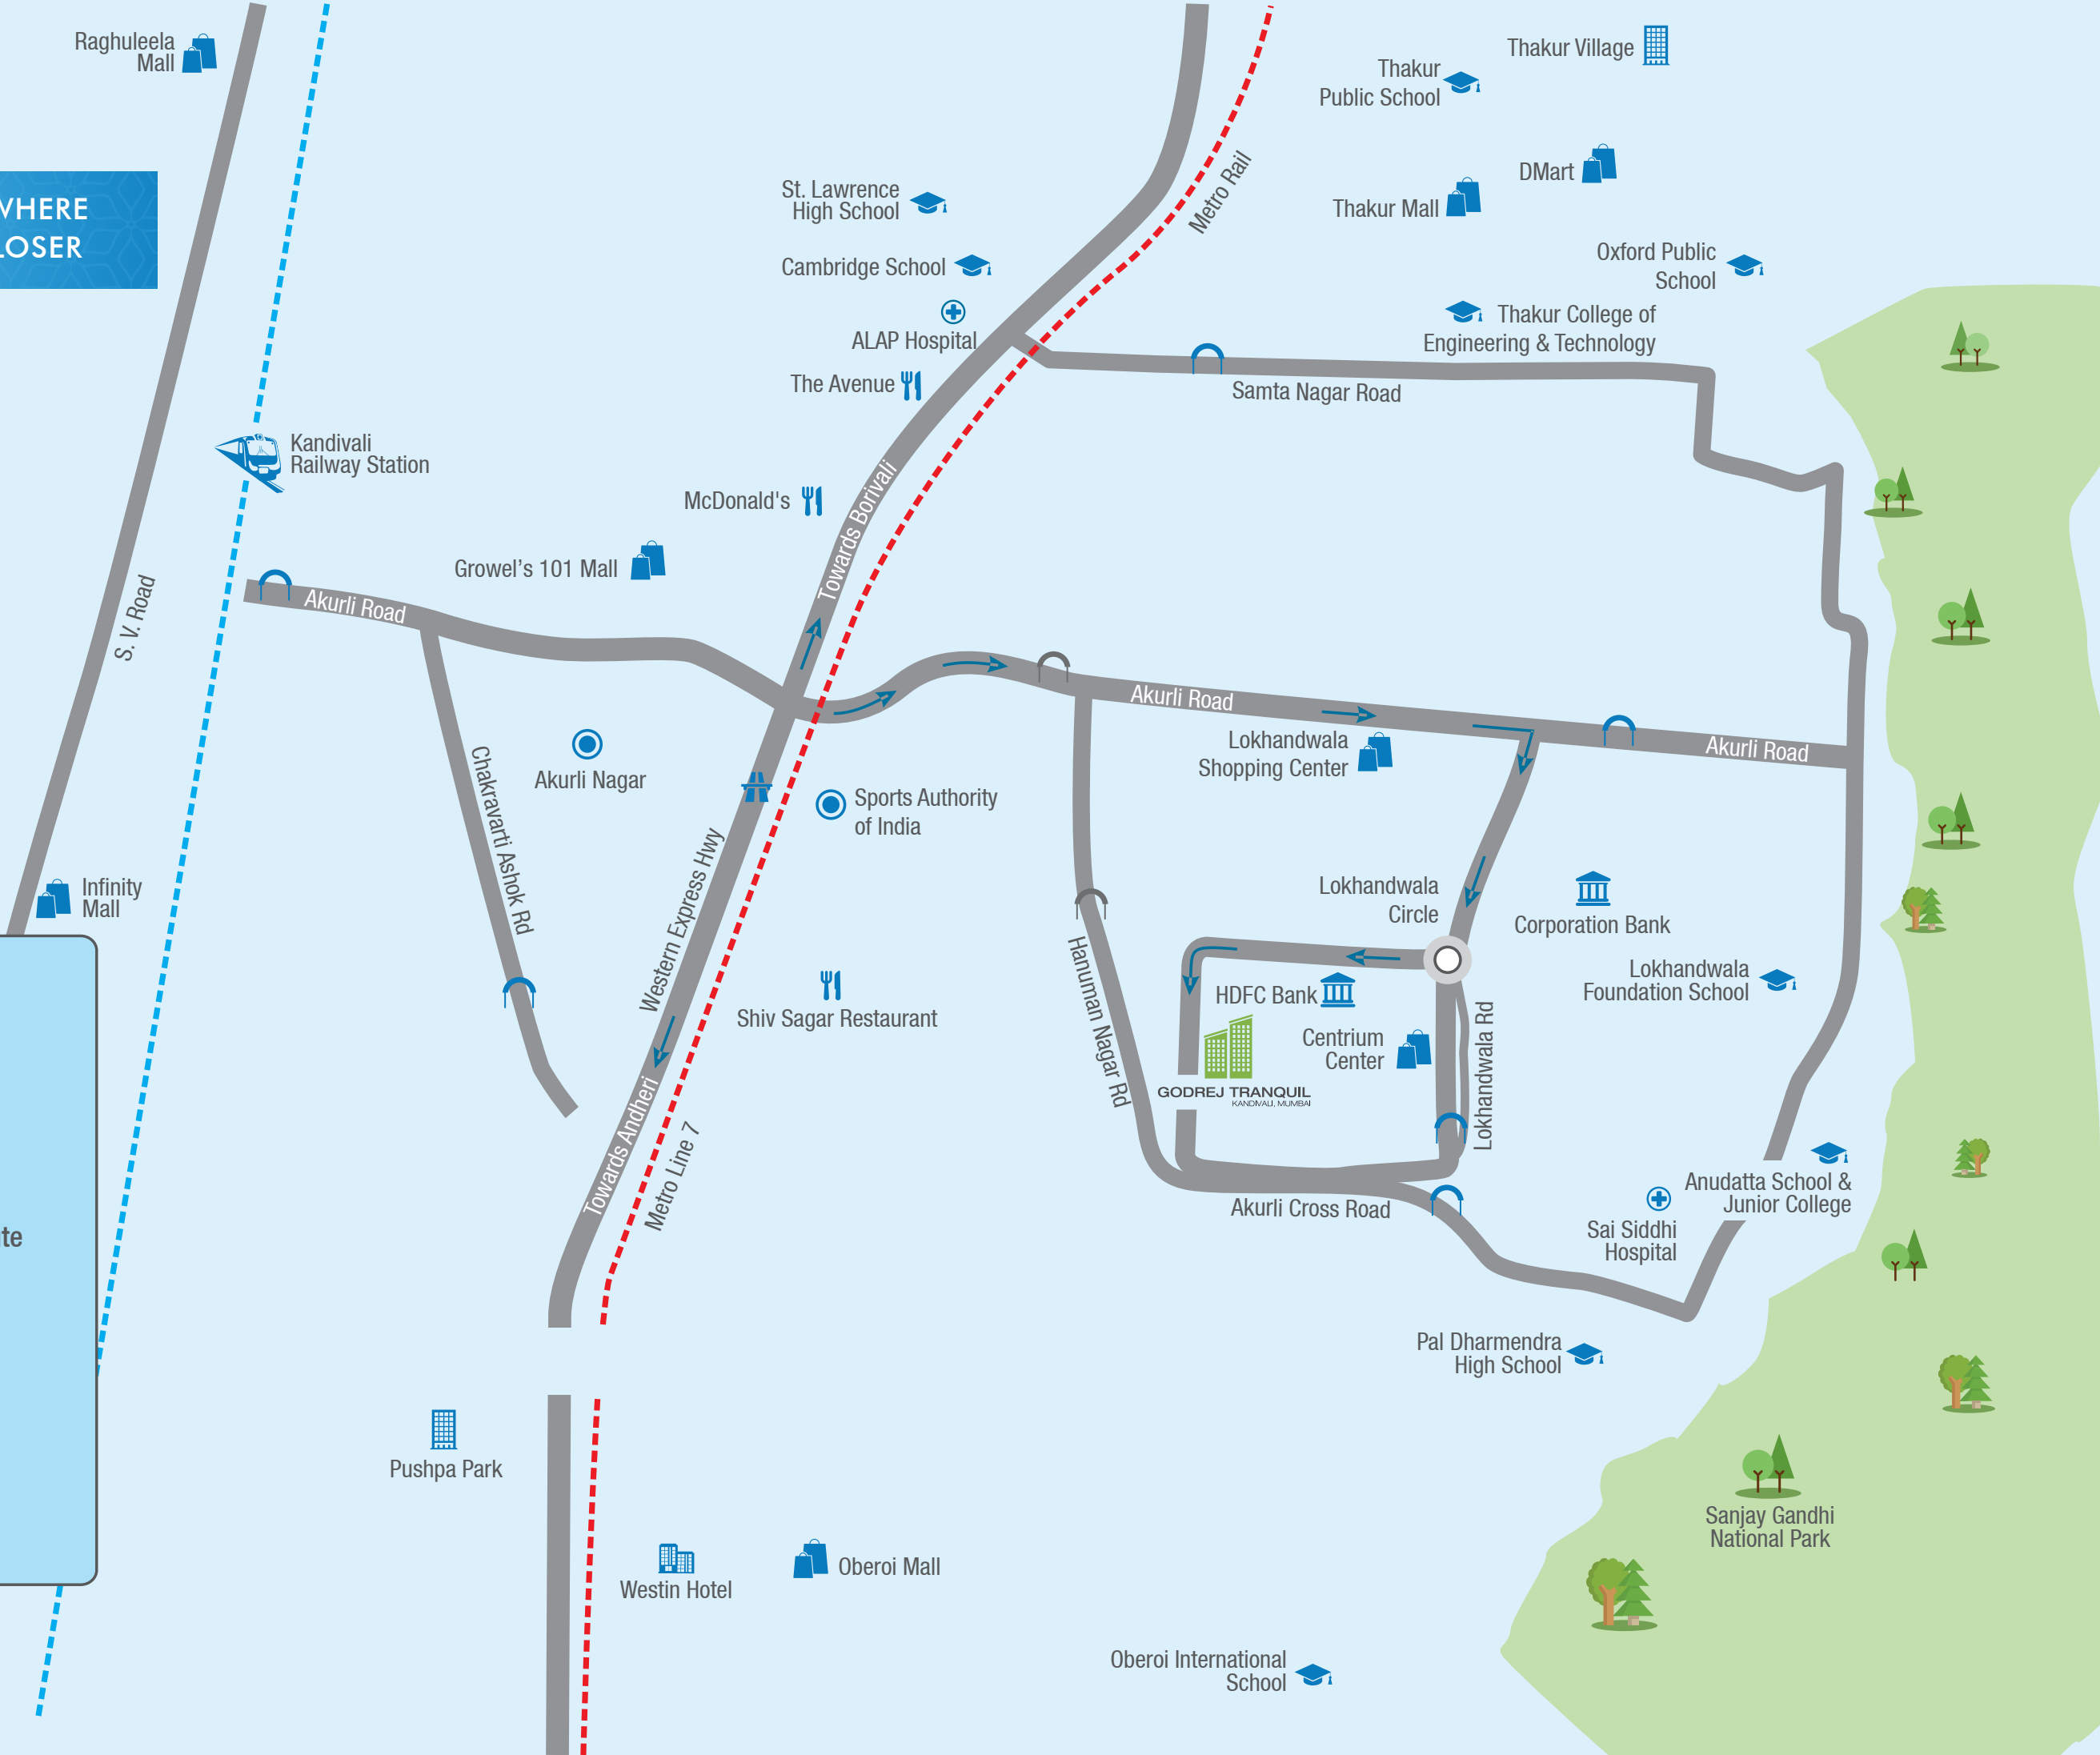 Raghuleela
Mall
Thakur Village
Thakur
Public School
Metro Rail
DMart
Thakur Mall
St. Lawrence
High School
WHERE
LOSER
Cambridge School
Oxford Public
School
ALAP Hospital
Thakur College of
Engineering & Technology
The Avenue
Samta Nagar Road
Kandivali
Railway Station
McDonald's
Towards Borivali
Growel's 101 Mall
S. V. Road
Akurli Road
Akurli Road
Akurli Road
Lokhandwala
Shopping Center
Akurli Nagar
Chakravarti Ashok Rd
Sports Authority
of India
Western Express Hwy
Infinity
Mall
Lokhandwala
Circle
Corporation Bank
Hanuman Nagar Rd
Lokhandwala
Foundation School
HDFC Bank
Shiv Sagar Restaurant
Centrium
Center
Lokhandwala Rd
GODREJ TRANQUIL
KANDIVALI, MUMBAI
Towards Andheri
Metro Line 7
Anudatta School &
Junior College
Akurli Cross Road
Sai Siddhi
Hospital
te
Pal Dharmendra
High School
Pushpa Park
Sanjay Gandhi
National Park
Westin Hotel
Oberoi Mall
Oberoi International
School